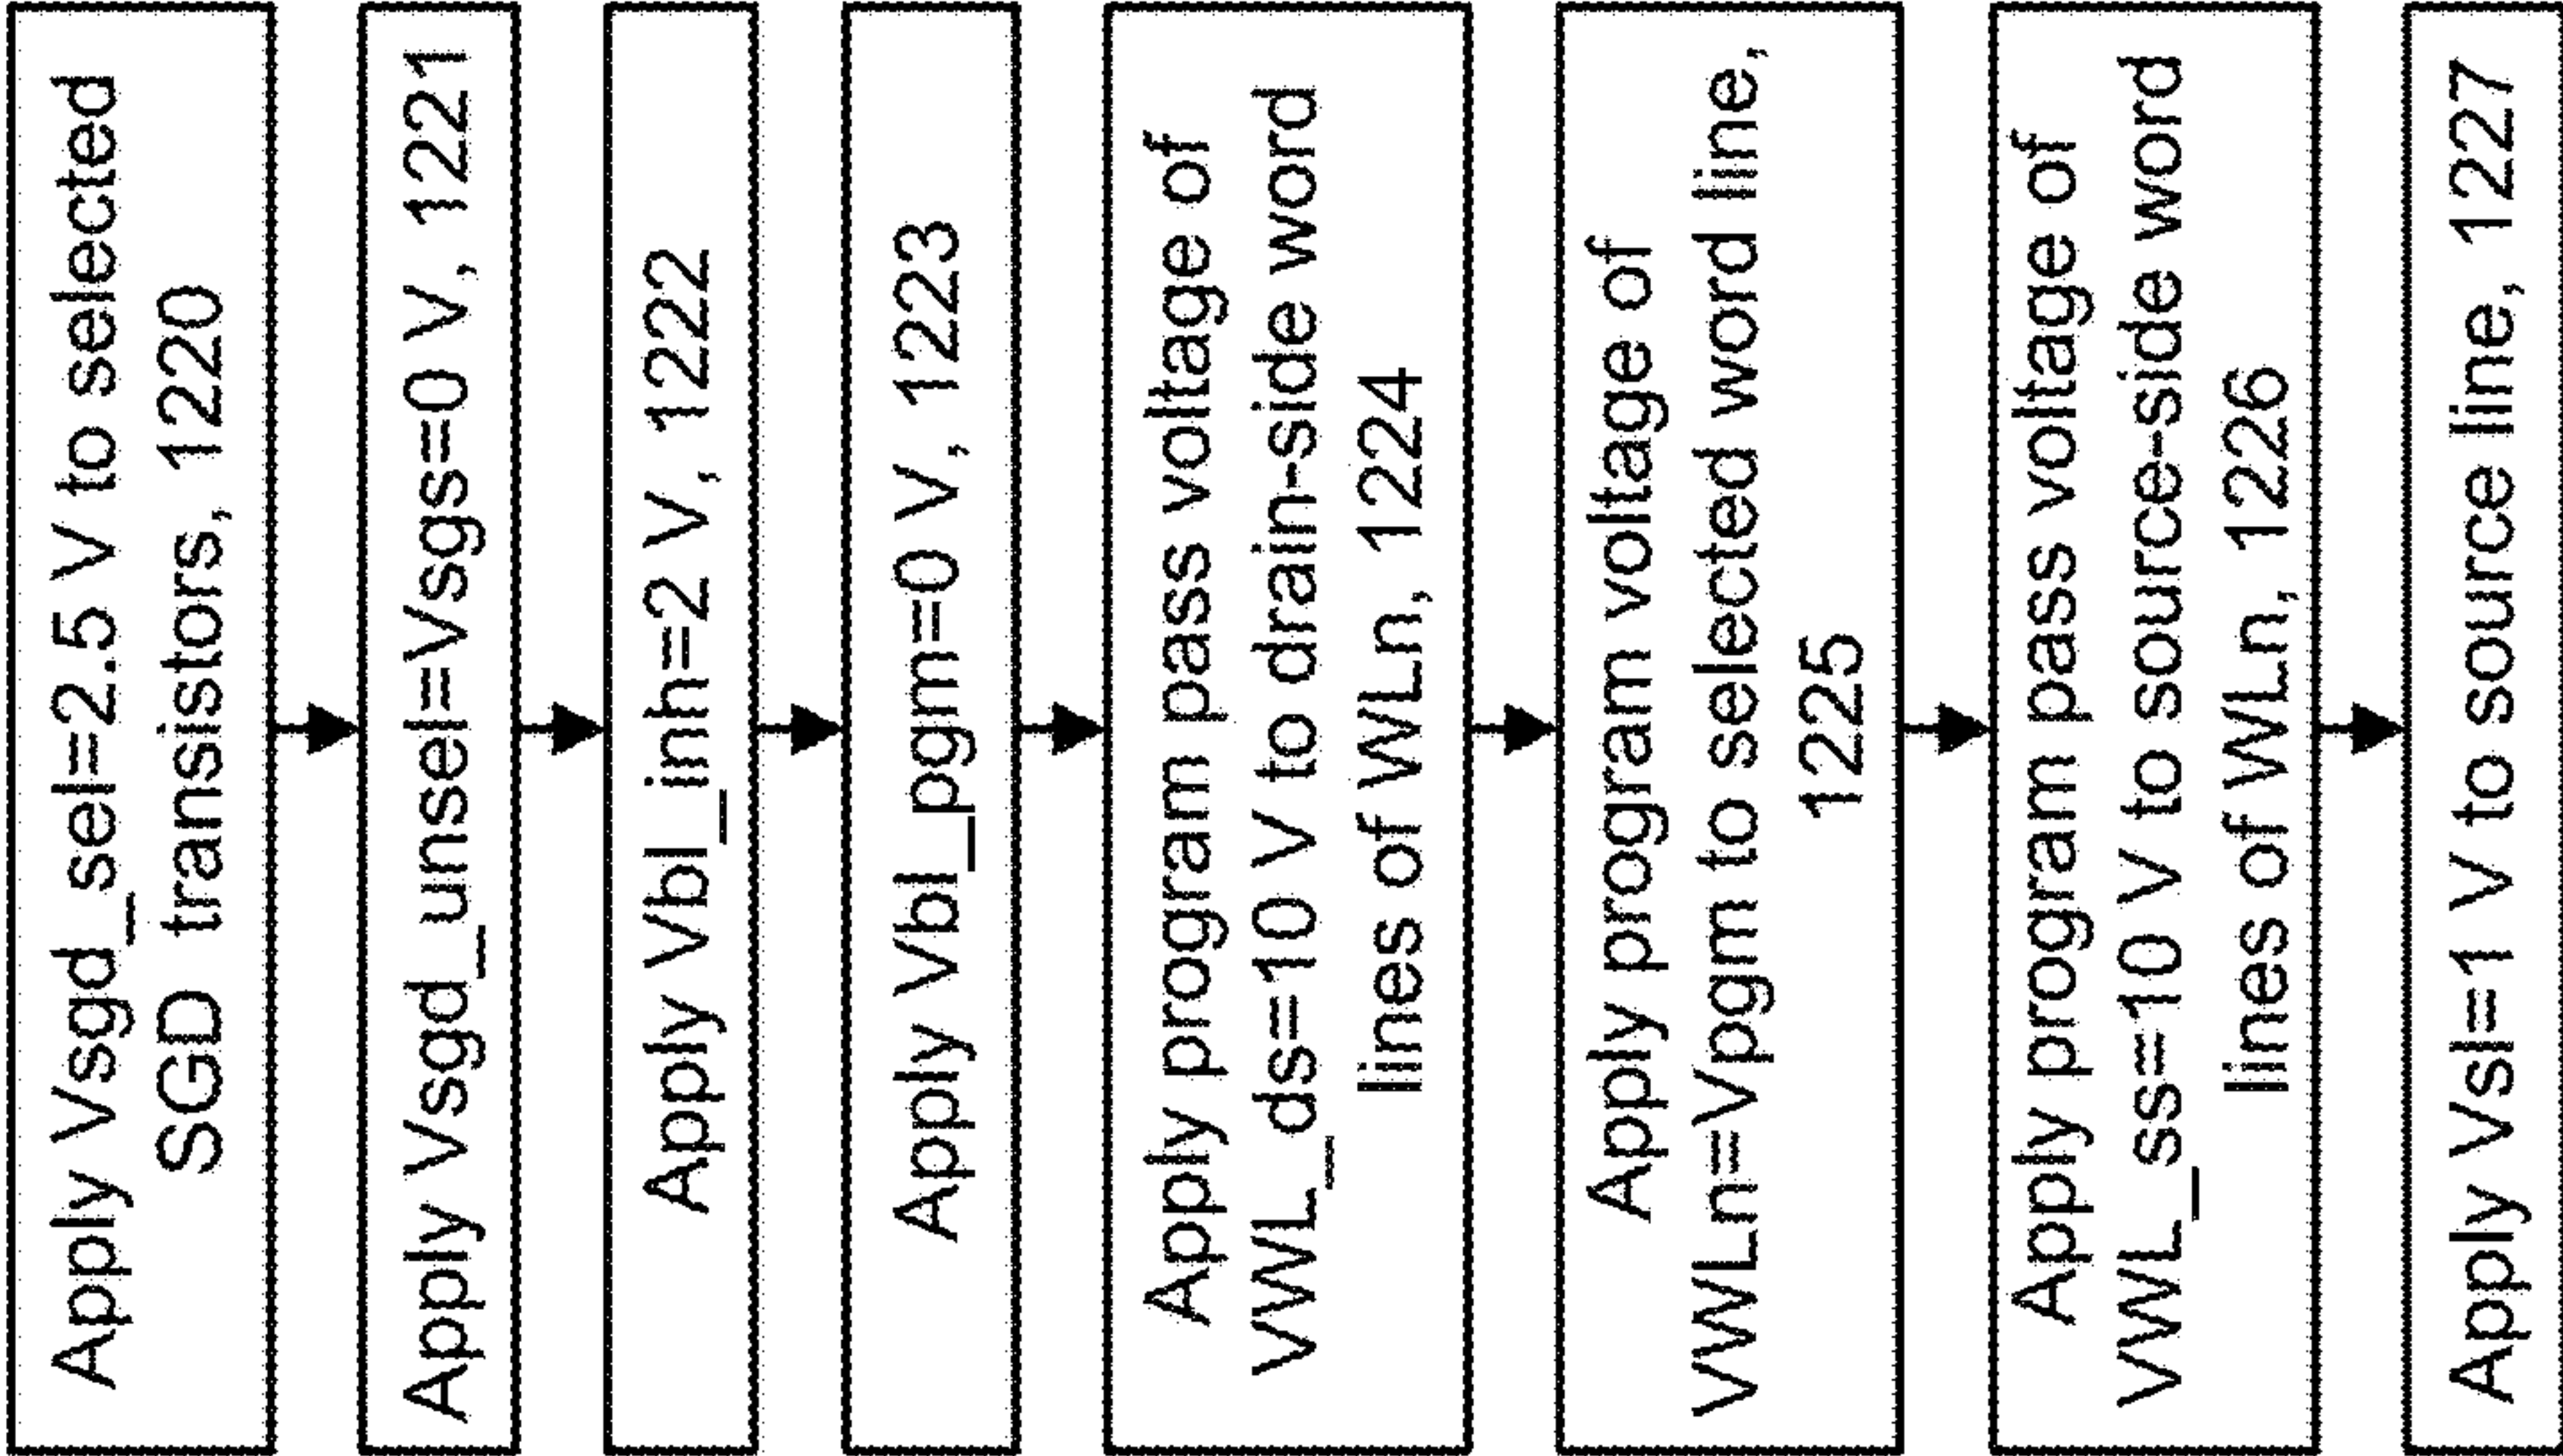 Apply Vsgd_sel=2.5 V to selected
SGD transistors, 1220
Apply Vsgd_unsel=Vsgs=0 V, 1221
Apply Vbl_inh=2 V, 1222
Apply Vbl_pgm=0 V, 1223
Apply program pass voltage of
VWL_ds=10 V to drain-side word
lines of WLn, 1224
Apply program voltage of
VWLn=Vpgm to selected word line,
1225
Apply program pass voltage of
VWL_ss=10 V to source-side word
lines of WLn, 1226
Apply Vsl=1 V to source line, 1227